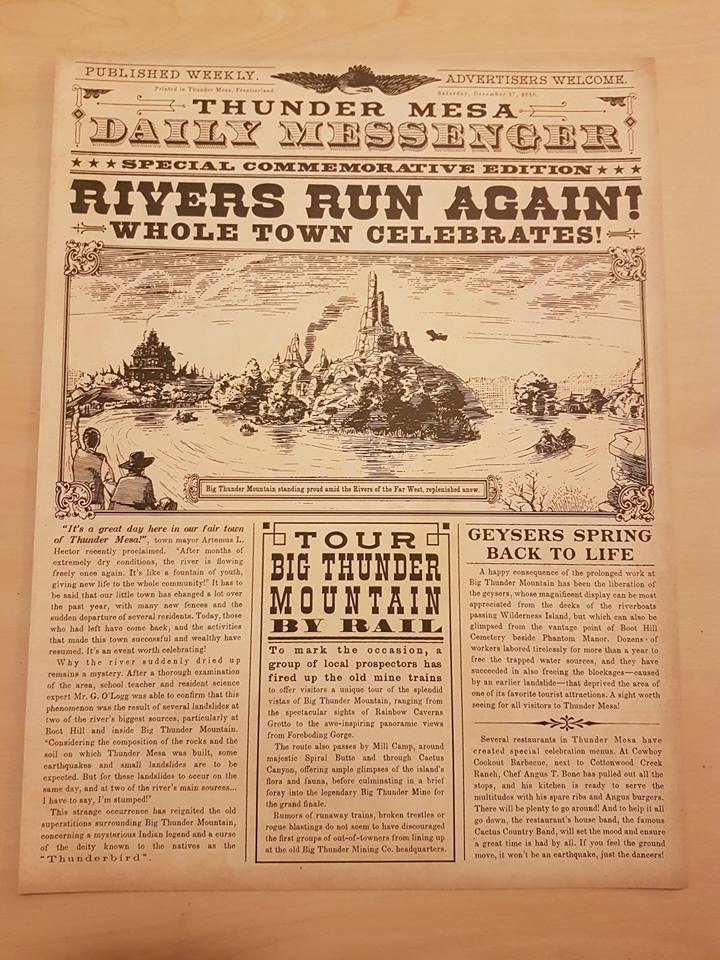 PUBLISHED WEEKLY.
ADVERTISERS WELCOME.
Printed in Thunder Mesa, Frontierland.
Saturday, December 17, 2016.
THUNDER MESA
DAILY MESSENGER
SPECIAL COMMEMORATIVE EDITION
RIVERS RUN AGAIN!
WHOLE TOWN CELEBRATES!
Big Thunder Mountain standing proud amid the Rivers of the Far West, replenished anew.
"It's a great day here in our fair town
of Thunder Mesa!", town mayor Artemus L.
Hector recently proclaimed. "After months of
extremely dry conditions, the river is flowing
freely once again. It's like a fountain of youth,
giving new life to the whole community!" It has to
be said that our little town has changed a lot over
the past year, with many new fences and the
sudden departure of several residents. Today, those
who had left have come back, and the activities
that made this town successful and wealthy have
resumed. It's an event worth celebrating!
Why the river suddenly dried up
remains a mystery. After a thorough examination
of the area, school teacher and resident science
expert Mr. G. O'Logg was able to confirm that this
phenomenon was the result of several landslides at
two of the river's biggest sources, particularly at
Boot Hill and inside Big Thunder Mountain.
"Considering the composition of the rocks and the
soil on which Thunder Mesa was built, some
earthquakes and small landslides are to be
expected. But for these landslides to occur on the
same day, and at two of the river's main sources...
I have to say, I'm stumped!"
This strange occurrence has reignited the old
superstitions surrounding Big Thunder Mountain,
concerning a mysterious Indian legend and a curse
of the deity known to the natives as the
"Thunderbird".
TOUR
BIG THUNDER
MOUNTAIN
BY RAIL
To mark the occasion, a
group of local prospectors has
fired up the old mine trains
to offer visitors a unique tour of the splendid
vistas of Big Thunder Mountain, ranging from
the spectacular sights of Rainbow Caverns
Grotto to the awe-inspiring panoramic views
from Foreboding Gorge.
The route also passes by Mill Camp, around
majestic Spiral Butte and through Cactus
Canyon, offering ample glimpses of the island's
flora and fauna, before culminating in a brief
foray into the legendary Big Thunder Mine for
the grand finale.
Rumors of runaway trains, broken trestles or
rogue blastings do not seem to have discouraged
the first groups of out-of-towners from lining up
at the old Big Thunder Mining Co. headquarters.
GEYSERS SPRING
BACK TO LIFE
A happy consequence of the prolonged work at
Big Thunder Mountain has been the liberation of
the geysers, whose magnificent display can be most
appreciated from the decks of the riverboats
passing Wilderness Island, but which can also be
glimpsed from the vantage point of Boot Hill
Cemetery beside Phantom Manor. Dozens of
workers labored tirelessly for more than a year to
free the trapped water sources, and they have
succeeded in also freeing the blockages—caused
by an earlier landslide—that deprived the area of
one of its favorite tourist attractions. A sight worth
seeing for all visitors to Thunder Mesa!
Several restaurants in Thunder Mesa have
created special celebration menus. At Cowboy
Cookout Barbecue, next to Cottonwood Creek
Ranch, Chef Angus T. Bone has pulled out all the
stops, and his kitchen is ready to serve the
multitudes with his spare ribs and Angus burgers.
There will be plenty to go around! And to help it all
go down, the restaurant's house band, the famous
Cactus Country Band, will set the mood and ensure
a great time is had by all. If you feel the ground
move, it won't be an earthquake, just the dancers!